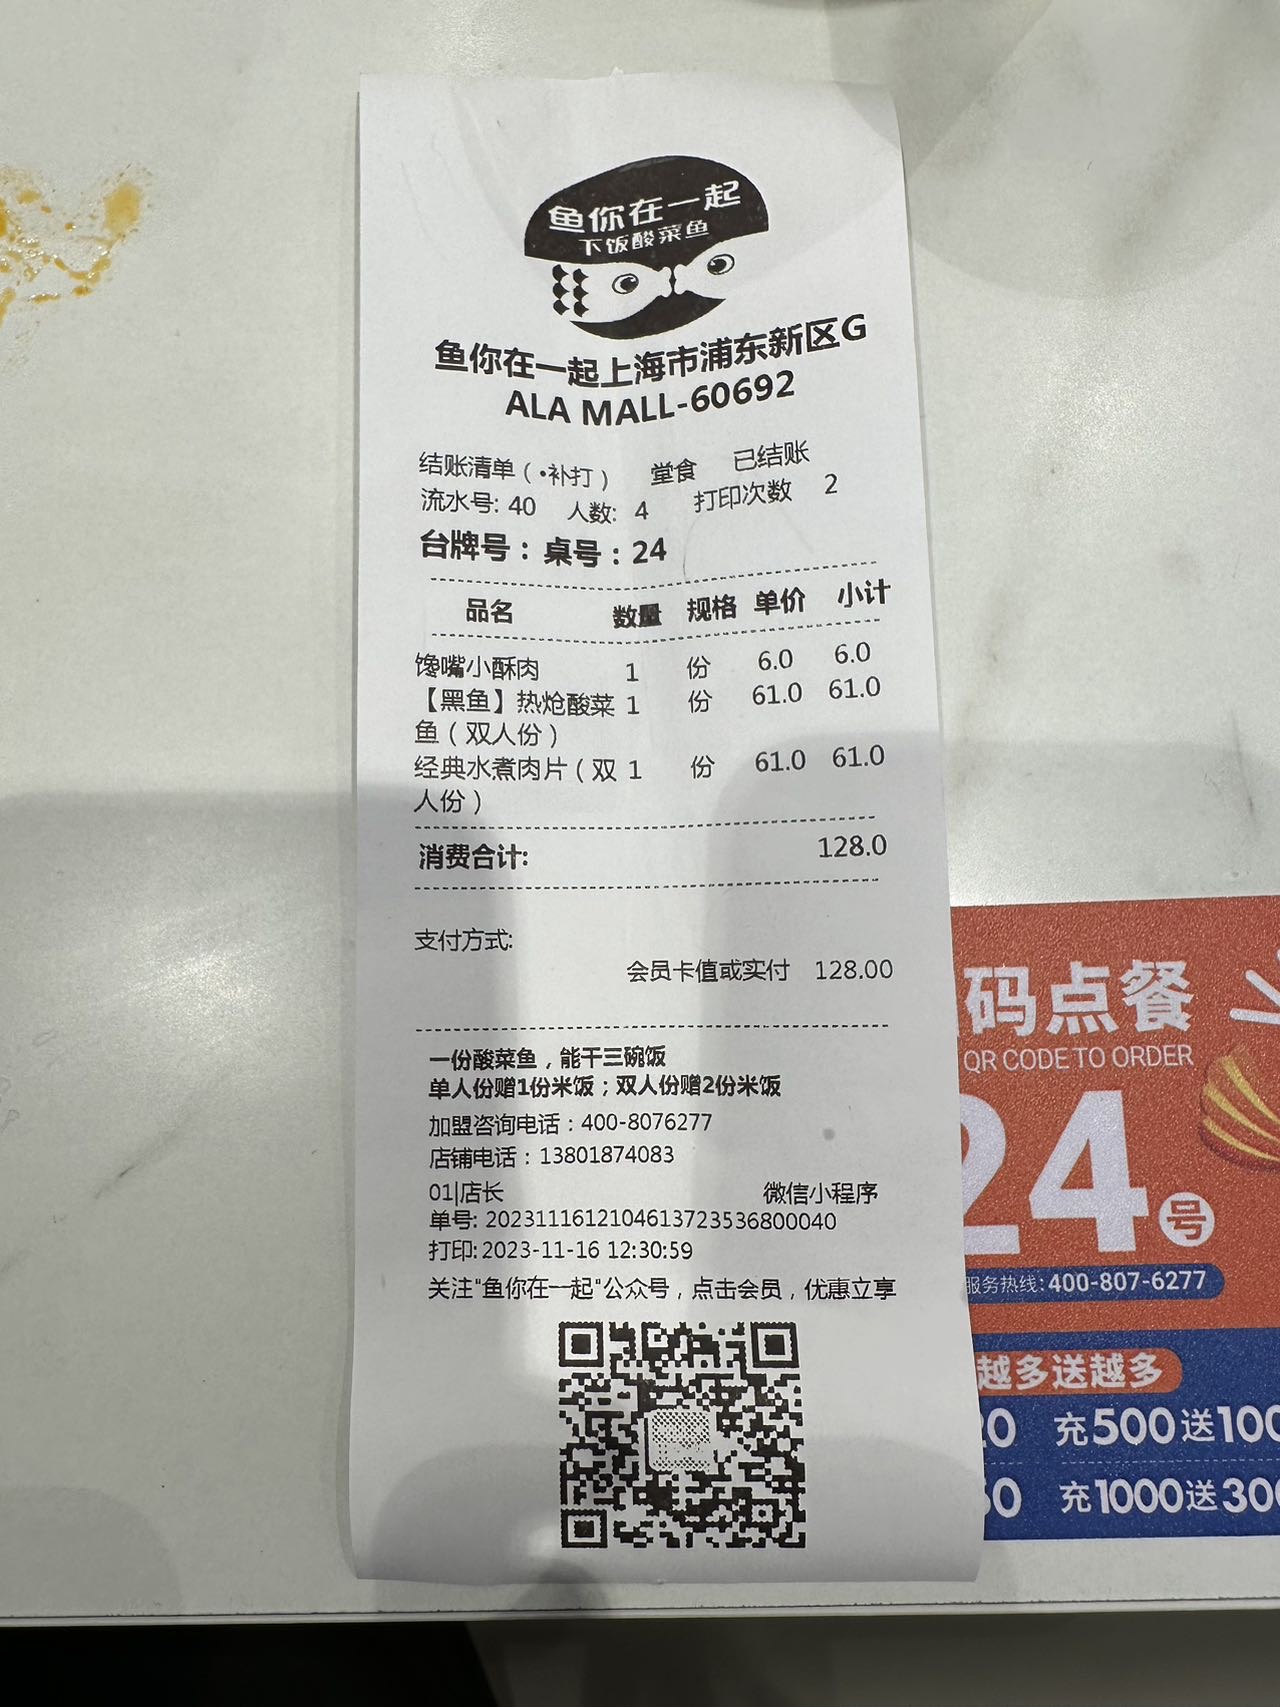 鱼你在一起
下饭酸菜鱼
鱼你在一起上海市浦东新区G
ALA MALL-60692
结账清单（·补打） 堂食 已结账
流水号: 40 人数: 4 打印次数 2
台牌号：桌号：24
品名 数量 规格 单价 小计
馋嘴小酥肉 1 份 6.0 6.0
【黑鱼】热炝酸菜 1 份 61.0 61.0
鱼（双人份）
经典水煮肉片（双 1 份 61.0 61.0
人份）
消费合计: 128.0
支付方式:
会员卡值或实付 128.00
一份酸菜鱼，能干三碗饭
单人份赠1份米饭；双人份赠2份米饭
加盟咨询电话：400-8076277
店铺电话：13801874083
01|店长 微信小程序
单号: 2023111612104613723536800040
打印:2023-11-16 12:30:59
关注"鱼你在一起"公众号，点击会员，优惠立享
码点餐
QR CODE TO ORDER
24号
服务热线:400-807-6277
越多送越多
充500送100
充1000送300